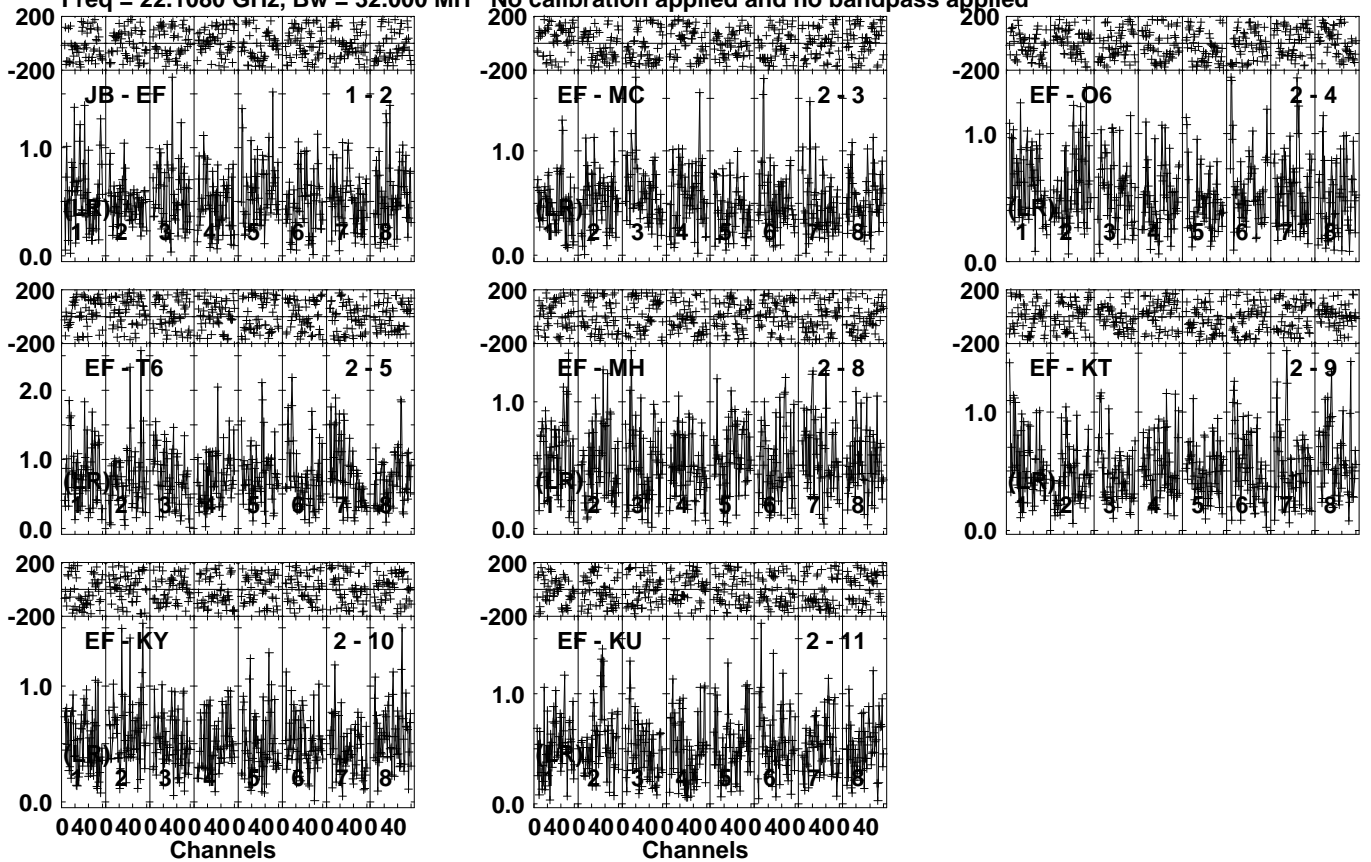 Freq = 22.1080 GHz, Bw = 32.000 MH No calibration applied and no bandpass applied
200
-200
JB - EF 1 - 2
1.0
(LR)
1 2 3 4 5 6 7 8
0.0
200
-200
EF - MC 2 - 3
1.0
(LR)
1 2 3 4 5 6 7 8
0.0
200
-200
EF - O6 2 - 4
1.0
(LR)
1 2 3 4 5 6 7 8
0.0
200
-200
EF - T6 2 - 5
2.0
1.0
(LR)
1 2 3 4 5 6 7 8
0.0
200
-200
EF - MH 2 - 8
1.0
(LR)
1 2 3 4 5 6 7 8
0.0
200
-200
EF - KT 2 - 9
1.0
(LR)
1 2 3 4 5 6 7 8
0.0
200
-200
EF - KY 2 - 10
1.0
(LR)
1 2 3 4 5 6 7 8
0.0
0 40 0 40 0 40 0 40 0 40 0 40 0 40 0 40
Channels
200
-200
EF - KU 2 - 11
1.0
(LR)
1 2 3 4 5 6 7 8
0.0
0 40 0 40 0 40 0 40 0 40 0 40 0 40 0 40
Channels